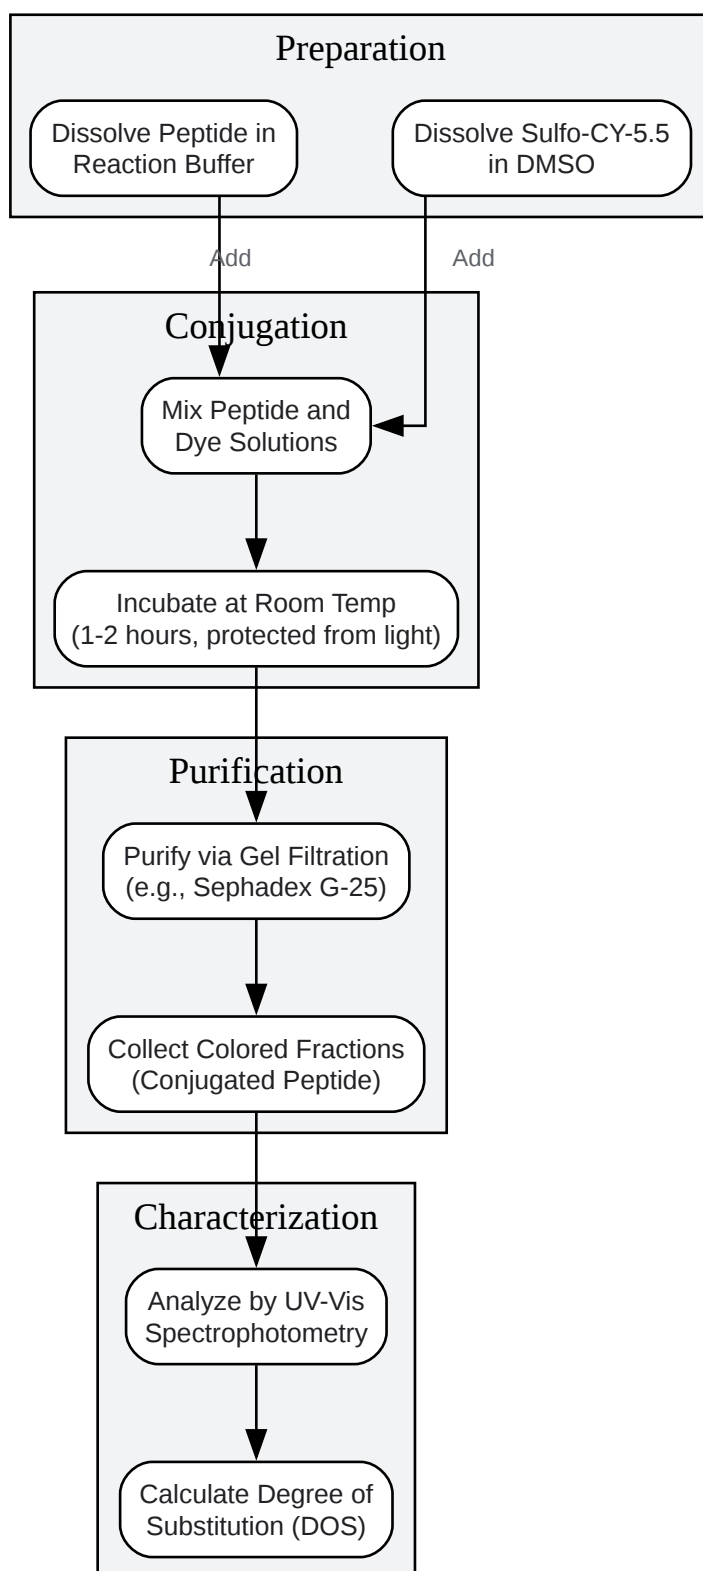 Preparation
Dissolve Peptide in
Reaction Buffer
Dissolve Sulfo-CY-5.5
in DMSO
Add
Add
Conjugation
Mix Peptide and
Dye Solutions
Incubate at Room Temp
(1-2 hours, protected from light)
Purification
Purify via Gel Filtration
(e.g., Sephadex G-25)
Collect Colored Fractions
(Conjugated Peptide)
Characterization
Analyze by UV-Vis
Spectrophotometry
Calculate Degree of
Substitution (DOS)